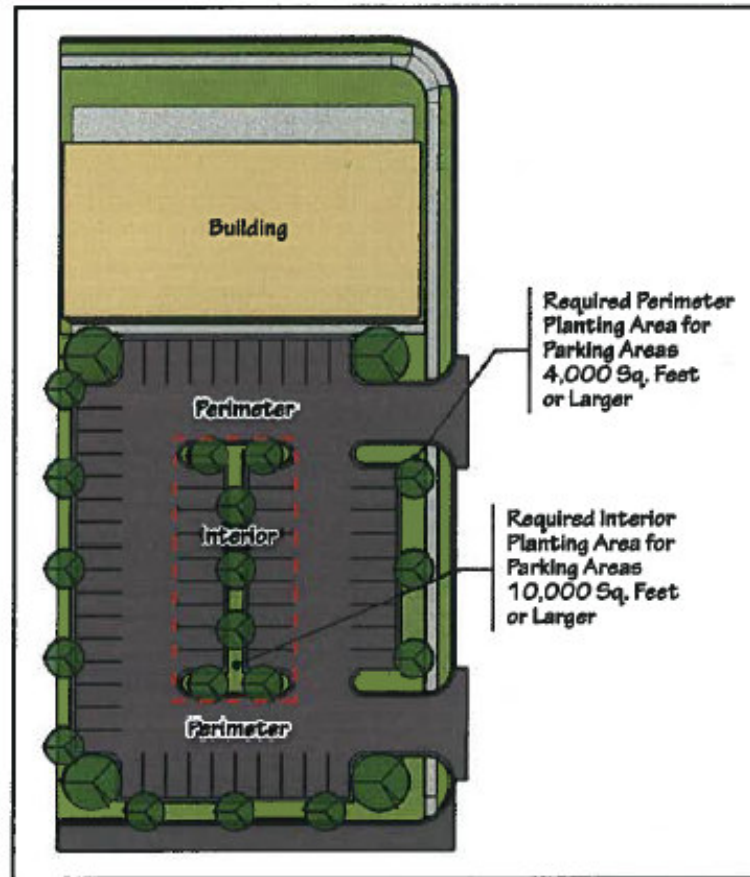 Building
Required Perimeter
Planting Area for
Parking Areas
4,000 Sq. Feet
or Larger
Perimeter
Interior
Required Interior
Planting Area for
Parking Areas
10,000 Sq. Feet
or Larger
Perimeter